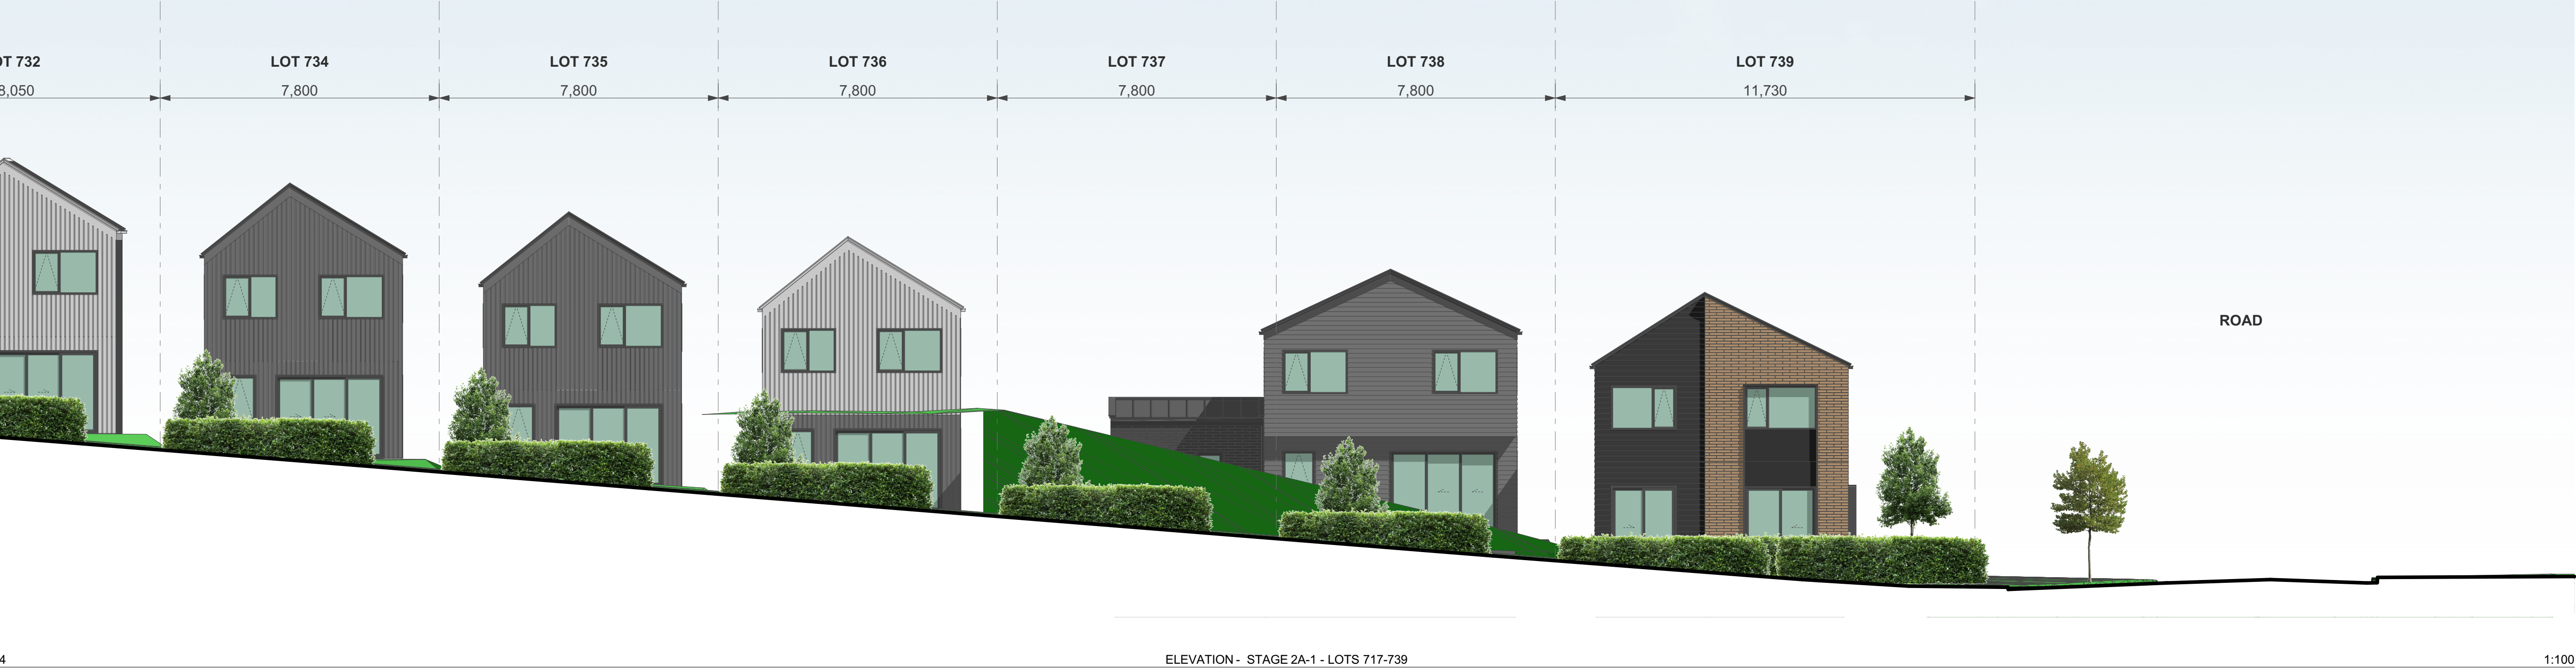 OT 732 LOT 734 LOT 735 LOT 736 LOT 737 LOT 738 LOT 739
8,050 7,800 7,800 7,800 7,800 7,800 11,730
ROAD
4 ELEVATION - STAGE 2A-1 - LOTS 717-739 1:100